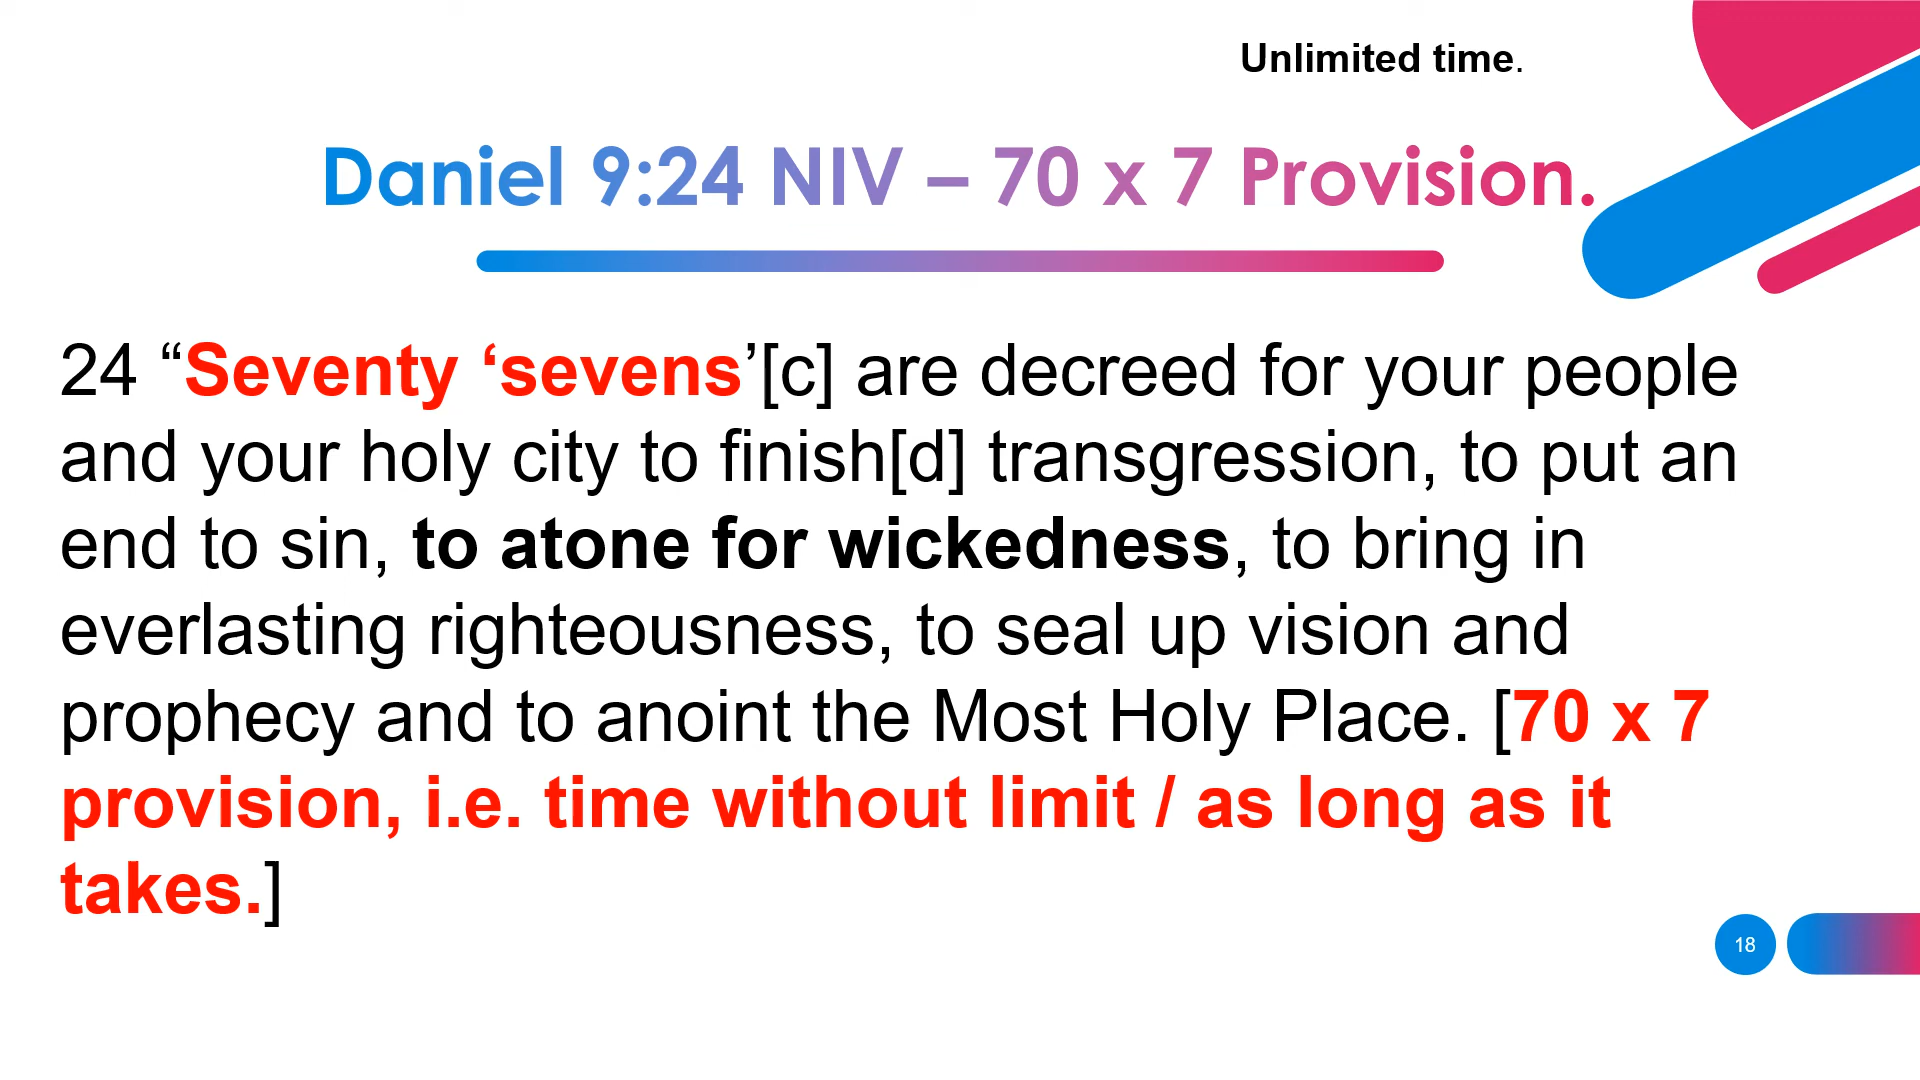 Unlimited time.
Daniel 9:24 NIV – 70 x 7 Provision.
24 “Seventy ‘sevens’[c] are decreed for your people
and your holy city to finish[d] transgression, to put an
end to sin, to atone for wickedness, to bring in
everlasting righteousness, to seal up vision and
prophecy and to anoint the Most Holy Place. [70 x 7
provision, i.e. time without limit / as long as it
takes.]
18